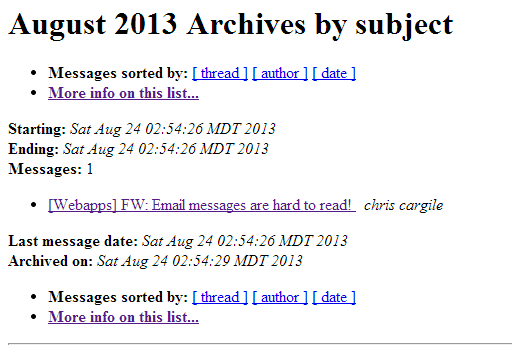 August 2013 Archives by subject
Messages sorted by: [ thread ] [ author ] [ date ]
More info on this list...
Starting: Sat Aug 24 02:54:26 MDT 2013
Ending: Sat Aug 24 02:54:26 MDT 2013
Messages: 1
[Webapps] FW: Email messages are hard to read! chris cargile
Last message date: Sat Aug 24 02:54:26 MDT 2013
Archived on: Sat Aug 24 02:54:29 MDT 2013
Messages sorted by: [ thread ] [ author ] [ date ]
More info on this list...